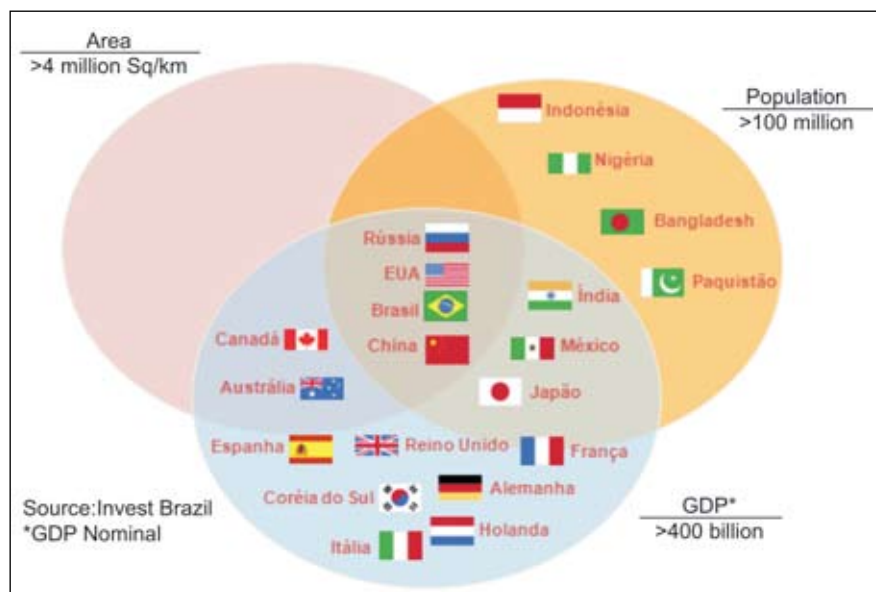 Area
>4 million Sq/km
Population
>100 million
Indonésia
Nigéria
Bangladesh
Paquistão
Rússia
EUA
Brasil
China
Índia
México
Japão
Canadá
Austrália
Espanha
Reino Unido
França
Coréia do Sul
Alemanha
Itália
Holanda
Source:Invest Brazil
*GDP Nominal
GDP*
>400 billion